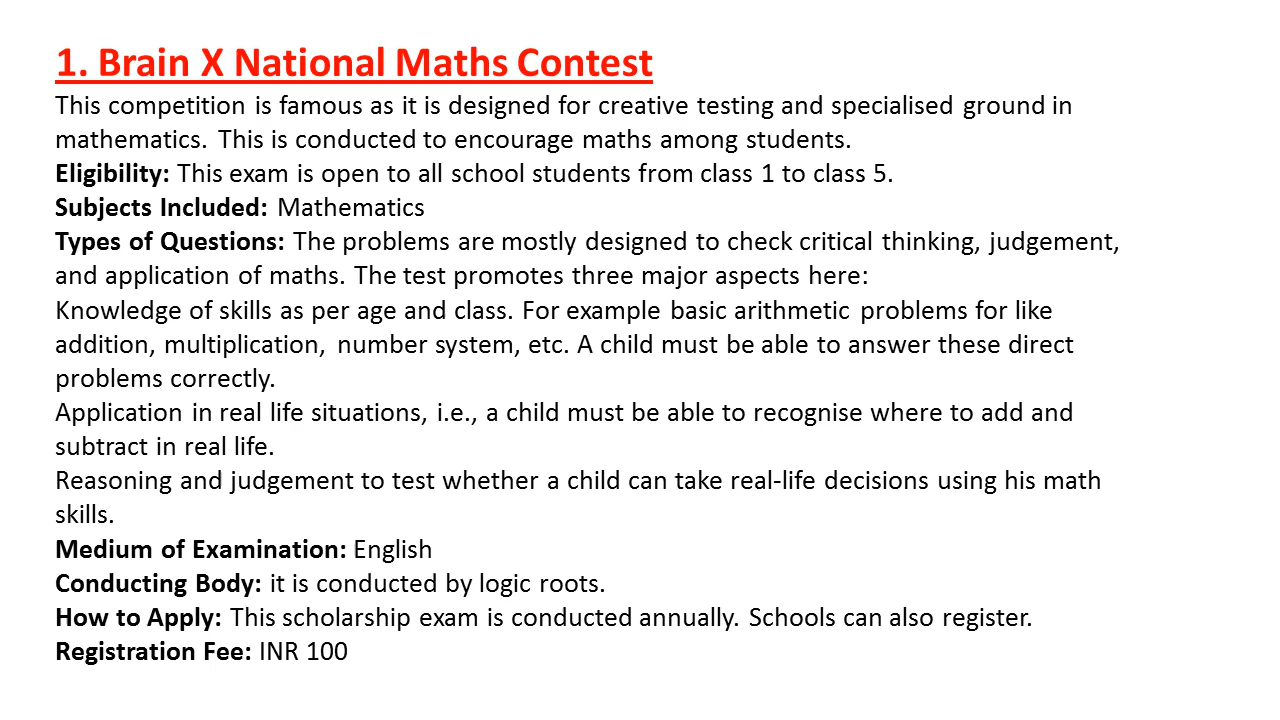 1. Brain X National Maths Contest
This competition is famous as it is designed for creative testing and specialised ground in
mathematics. This is conducted to encourage maths among students.
Eligibility: This exam is open to all school students from class 1 to class 5.
Subjects Included: Mathematics
Types of Questions: The problems are mostly designed to check critical thinking, judgement,
and application of maths. The test promotes three major aspects here:
Knowledge of skills as per age and class. For example basic arithmetic problems for like
addition, multiplication, number system, etc. A child must be able to answer these direct
problems correctly.
Application in real life situations, i.e., a child must be able to recognise where to add and
subtract in real life.
Reasoning and judgement to test whether a child can take real-life decisions using his math
skills.
Medium of Examination: English
Conducting Body: it is conducted by logic roots.
How to Apply: This scholarship exam is conducted annually. Schools can also register.
Registration Fee: INR 100